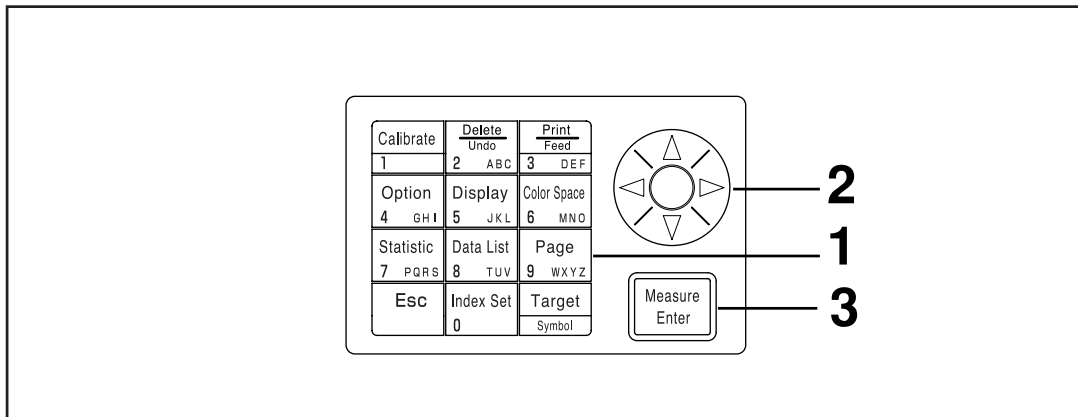 Calibrate Delete Print
Undo Feed
1 2 ABC 3 DEF
Option Display Color Space
4 GHI 5 JKL 6 MNO
Statistic Data List Page
7 PQRS 8 TUV 9 WXYZ
Esc Index Set Target
0 Symbol
Measure
Enter
2
1
3